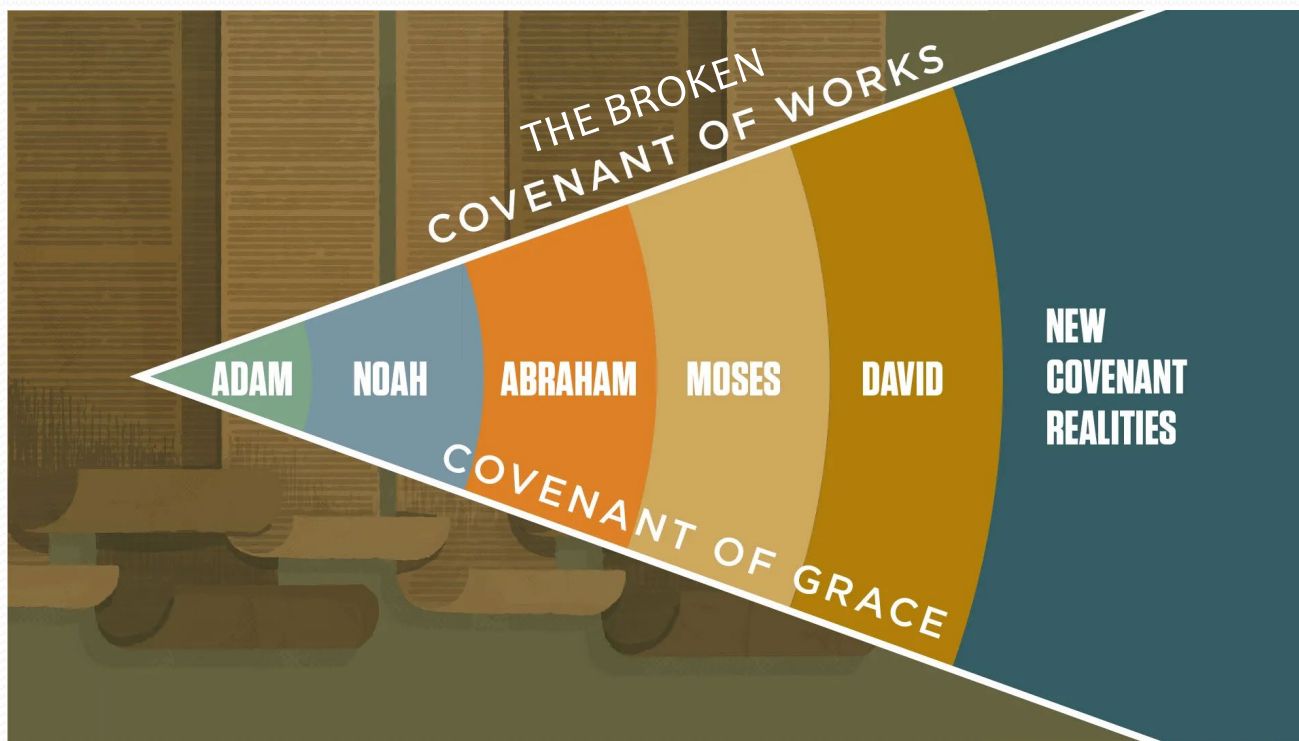 THE BROKEN
COVENANT OF WORKS
ADAM
NOAH
ABRAHAM
MOSES
DAVID
NEW
COVENANT
REALITIES
COVENANT OF GRACE